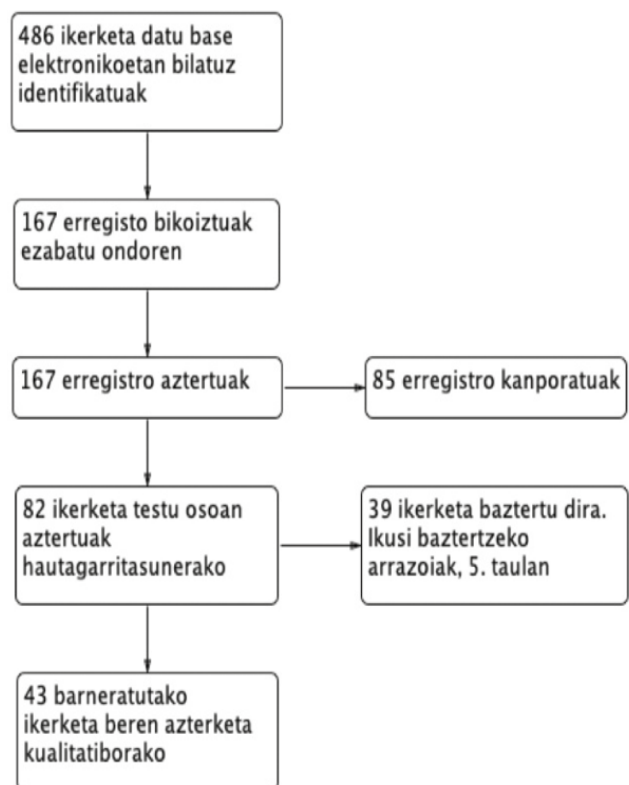 486 ikerketa datu base
elektronikoetan bilatuz
identifikatuak
167 erregisto bikoiztuak
ezabatu ondoren
167 erregistro aztertuak
85 erregistro kanporatuak
82 ikerketa testu osoan
aztertuak
hautagarritasunerako
39 ikerketa baztertu dira.
Ikusi baztertzeko
arrazoiak, 5. taulan
43 barneratutako
ikerketa beren azterketa
kualitatiborako